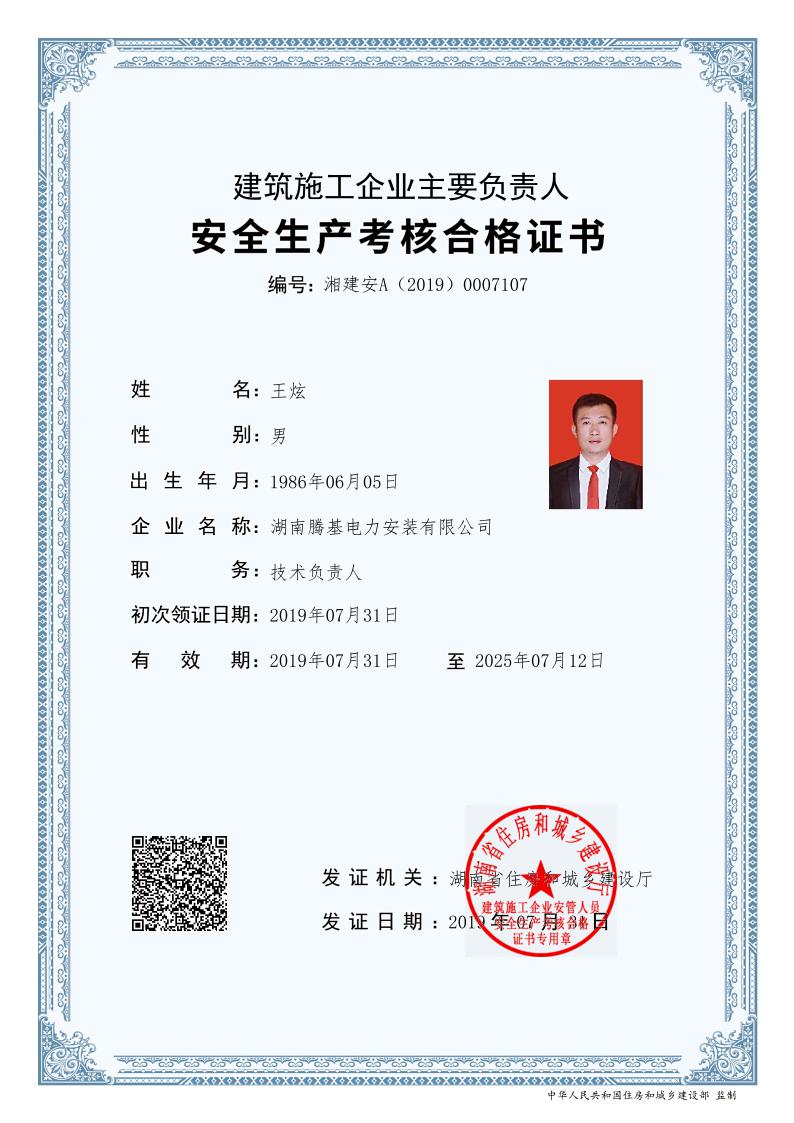 建筑施工企业主要负责人
安全生产考核合格证书
编号：湘建安A（2019）0007107
姓名：王炫
性别：男
出生年月：1986年06月05日
企业名称：湖南腾基电力安装有限公司
职务：技术负责人
初次领证日期：2019年07月31日
有效期：2019年07月31日 至 2025年07月12日
发证机关：湖南省住房和城乡建设厅
发证日期：2019年07月31日
湖南省住房和城乡建设厅
建筑施工企业安管人员
安全生产考核合格
证书专用章
中华人民共和国住房和城乡建设部 监制